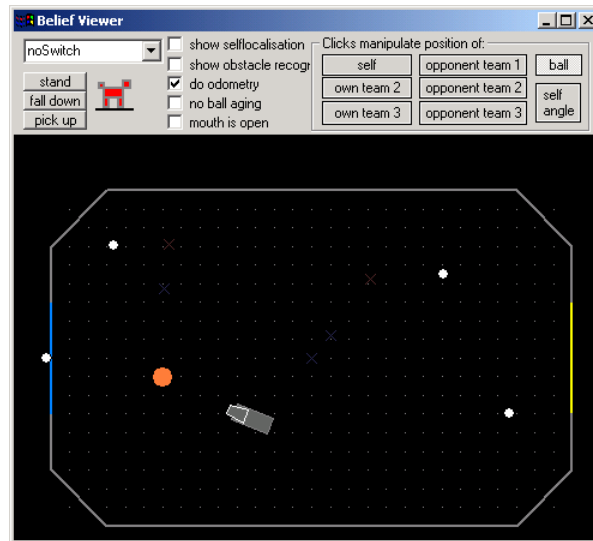 Belief Viewer
noSwitch
stand
fall down
pick up
show selflocalisation
show obstacle recogr
do odometry
no ball aging
mouth is open
Clicks manipulate position of:
self
opponent team 1
ball
own team 2
opponent team 2
self angle
own team 3
opponent team 3